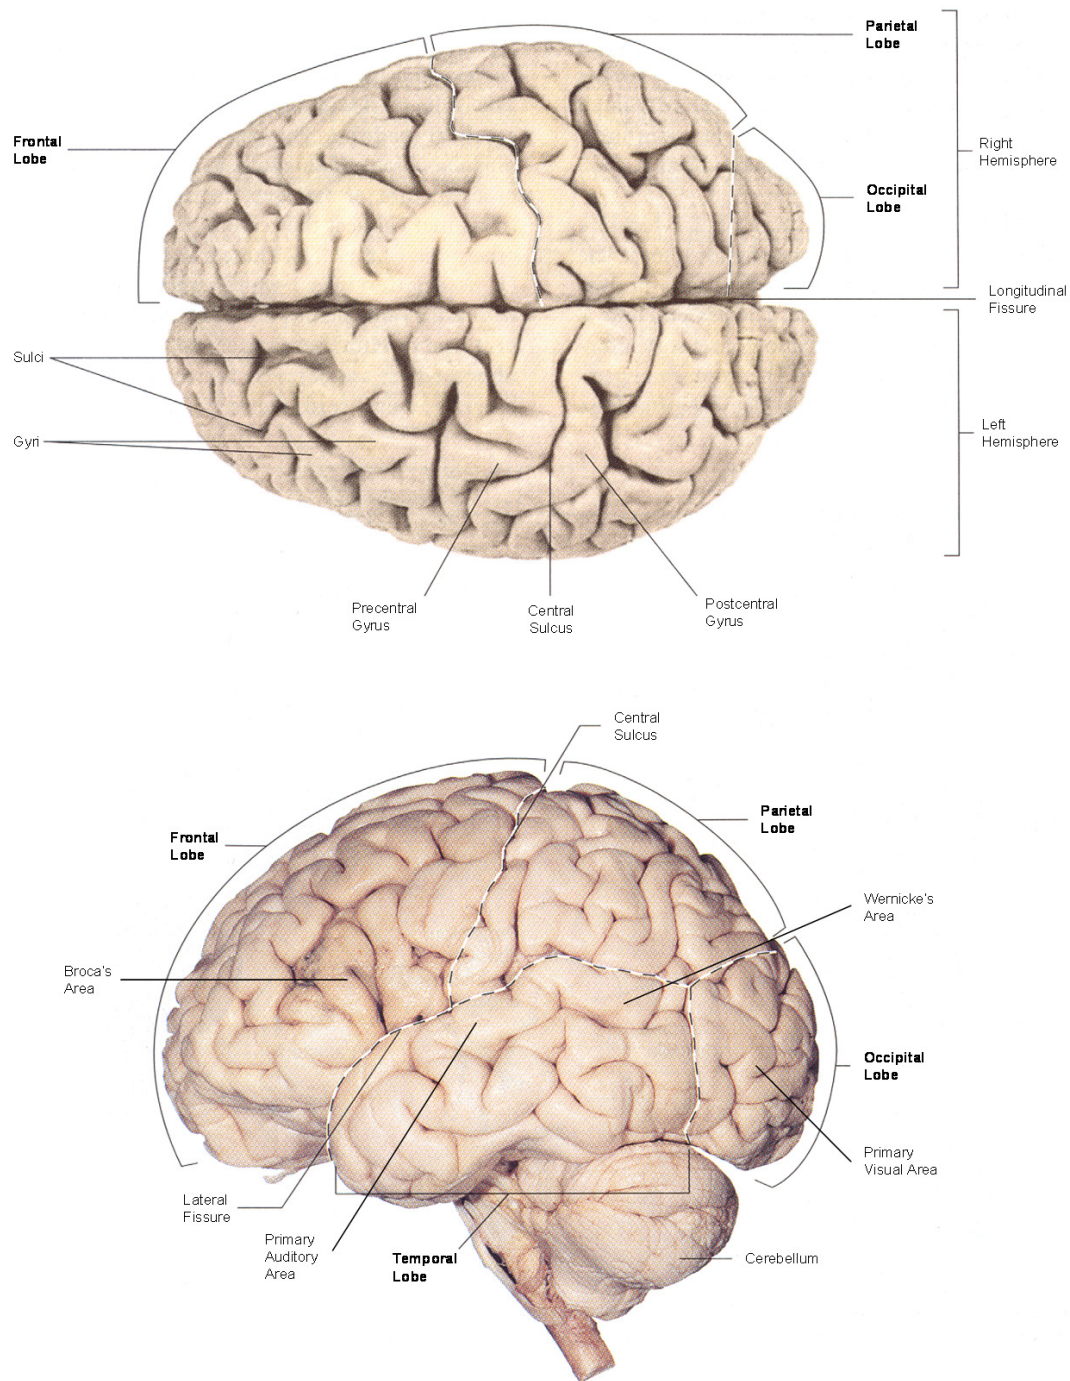 Parietal
Lobe
Frontal
Lobe
Right
Hemisphere
Occipital
Lobe
Longitudinal
Fissure
Sulci
Gyri
Left
Hemisphere
Precentral
Gyrus
Central
Sulcus
Postcentral
Gyrus
Central
Sulcus
Parietal
Lobe
Frontal
Lobe
Wernicke's
Area
Broca's
Area
Occipital
Lobe
Primary
Visual Area
Lateral
Fissure
Primary
Auditory
Area
Temporal
Lobe
Cerebellum